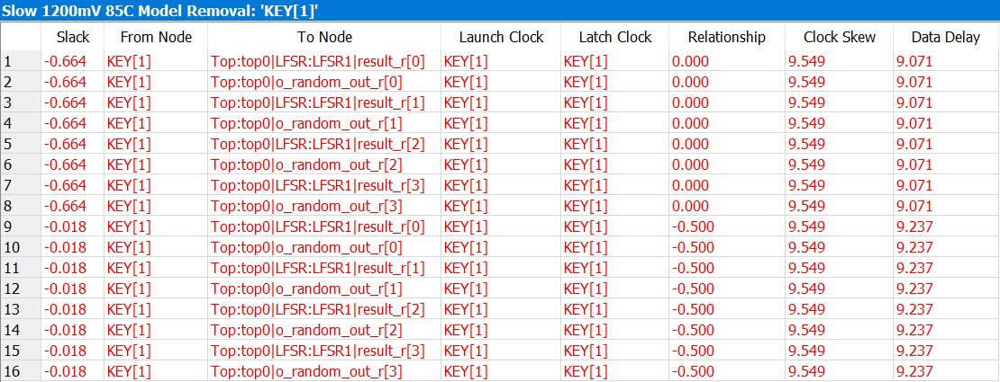 Slow 1200mV 85C Model Removal: 'KEY[1]'
Slack From Node To Node Launch Clock Latch Clock Relationship Clock Skew Data Delay
1 -0.664 KEY[1] Top:top0|LFSR:LFSR1|result_r[0] KEY[1] KEY[1] 0.000 9.549 9.071
2 -0.664 KEY[1] Top:top0|o_random_out_r[0] KEY[1] KEY[1] 0.000 9.549 9.071
3 -0.664 KEY[1] Top:top0|LFSR:LFSR1|result_r[1] KEY[1] KEY[1] 0.000 9.549 9.071
4 -0.664 KEY[1] Top:top0|o_random_out_r[1] KEY[1] KEY[1] 0.000 9.549 9.071
5 -0.664 KEY[1] Top:top0|LFSR:LFSR1|result_r[2] KEY[1] KEY[1] 0.000 9.549 9.071
6 -0.664 KEY[1] Top:top0|o_random_out_r[2] KEY[1] KEY[1] 0.000 9.549 9.071
7 -0.664 KEY[1] Top:top0|LFSR:LFSR1|result_r[3] KEY[1] KEY[1] 0.000 9.549 9.071
8 -0.664 KEY[1] Top:top0|o_random_out_r[3] KEY[1] KEY[1] 0.000 9.549 9.071
9 -0.018 KEY[1] Top:top0|LFSR:LFSR1|result_r[0] KEY[1] KEY[1] -0.500 9.549 9.237
10 -0.018 KEY[1] Top:top0|o_random_out_r[0] KEY[1] KEY[1] -0.500 9.549 9.237
11 -0.018 KEY[1] Top:top0|LFSR:LFSR1|result_r[1] KEY[1] KEY[1] -0.500 9.549 9.237
12 -0.018 KEY[1] Top:top0|o_random_out_r[1] KEY[1] KEY[1] -0.500 9.549 9.237
13 -0.018 KEY[1] Top:top0|LFSR:LFSR1|result_r[2] KEY[1] KEY[1] -0.500 9.549 9.237
14 -0.018 KEY[1] Top:top0|o_random_out_r[2] KEY[1] KEY[1] -0.500 9.549 9.237
15 -0.018 KEY[1] Top:top0|LFSR:LFSR1|result_r[3] KEY[1] KEY[1] -0.500 9.549 9.237
16 -0.018 KEY[1] Top:top0|o_random_out_r[3] KEY[1] KEY[1] -0.500 9.549 9.237